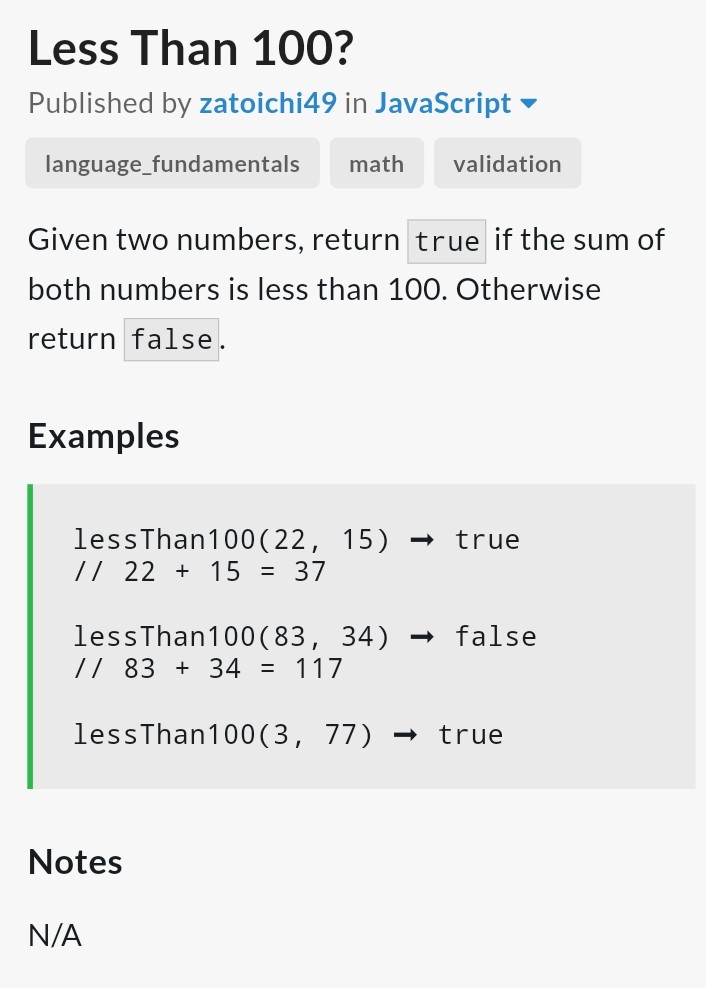 Less Than 100?
Published by zatoichi49 in JavaScript
language_fundamentals math validation
Given two numbers, return true if the sum of
both numbers is less than 100. Otherwise
return false.
Examples
lessThan100(22, 15) ➞ true
// 22 + 15 = 37
lessThan100(83, 34) ➞ false
// 83 + 34 = 117
lessThan100(3, 77) ➞ true
Notes
N/A